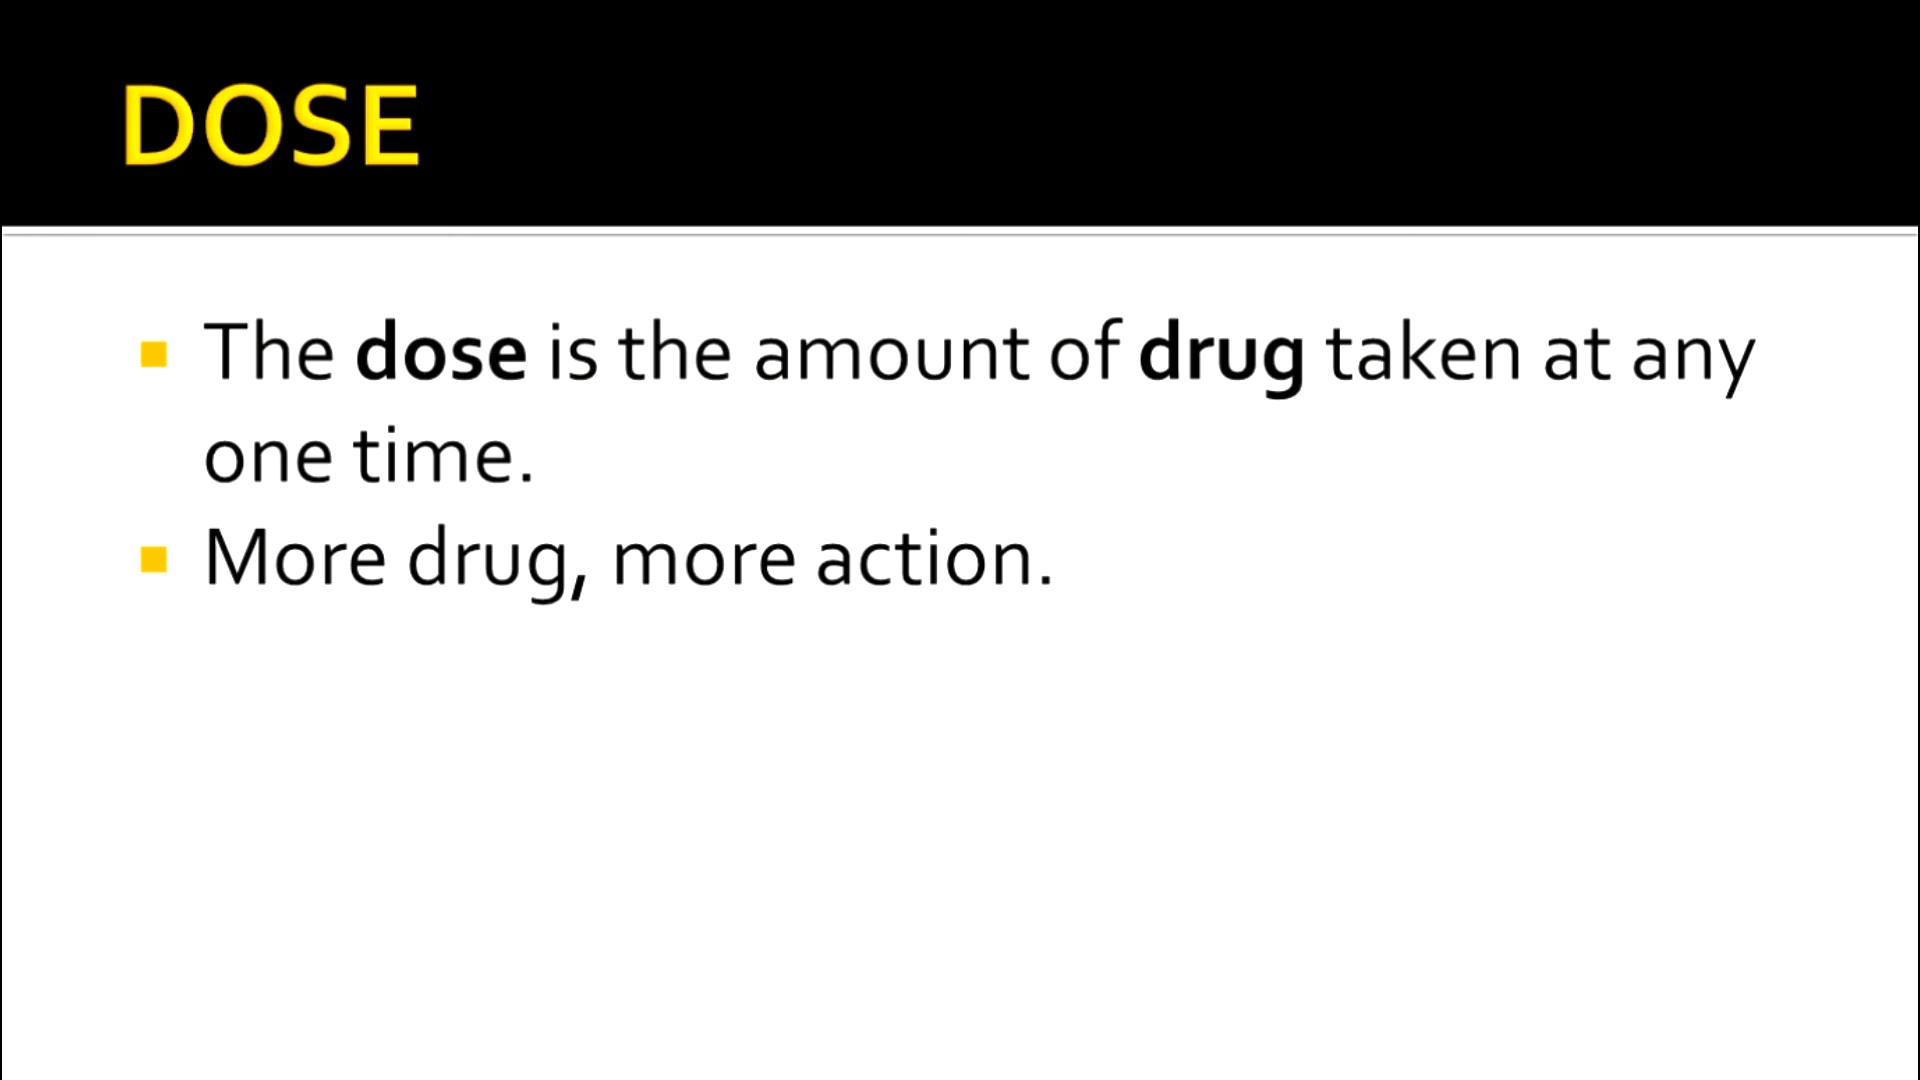 DOSE
The dose is the amount of drug taken at any
one time.
More drug, more action.